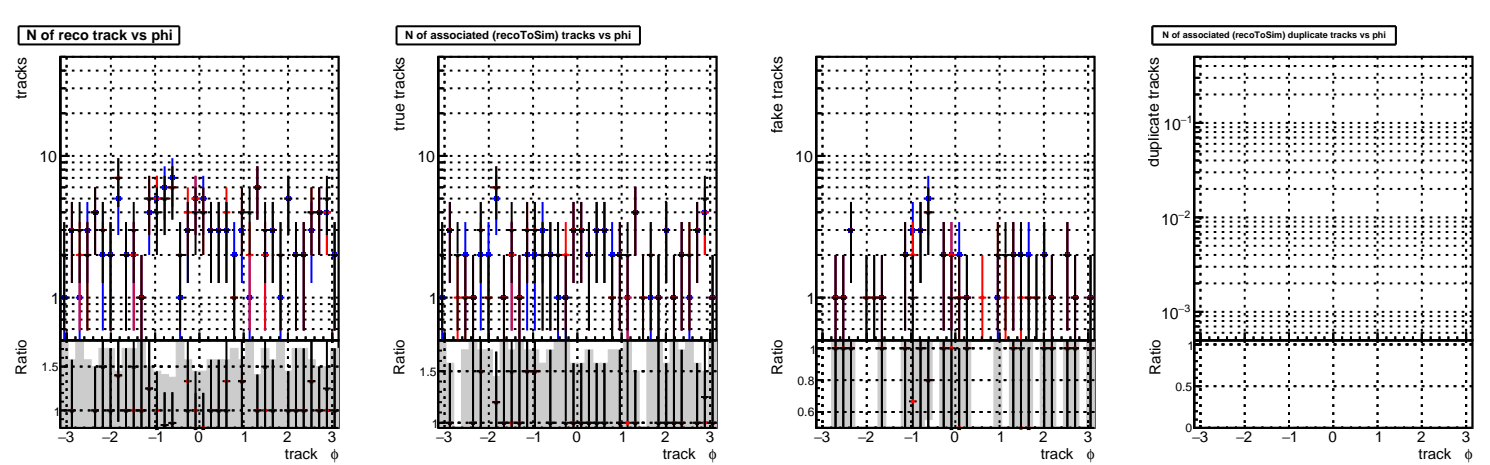 N of reco track vs phi
tracks
10
1
Ratio
1.5
1
−3 −2 −1 0 1 2 3
track φ
N of associated (recoToSim) tracks vs phi
true tracks
10
1
Ratio
1.5
1
−3 −2 −1 0 1 2 3
track φ
fake tracks
10
1
Ratio
1
0.8
0.6
−3 −2 −1 0 1 2 3
track φ
N of associated (recoToSim) duplicate tracks vs phi
duplicate tracks
10−1
10−2
10−3
Ratio
1
0.5
0
−3 −2 −1 0 1 2 3
track φ